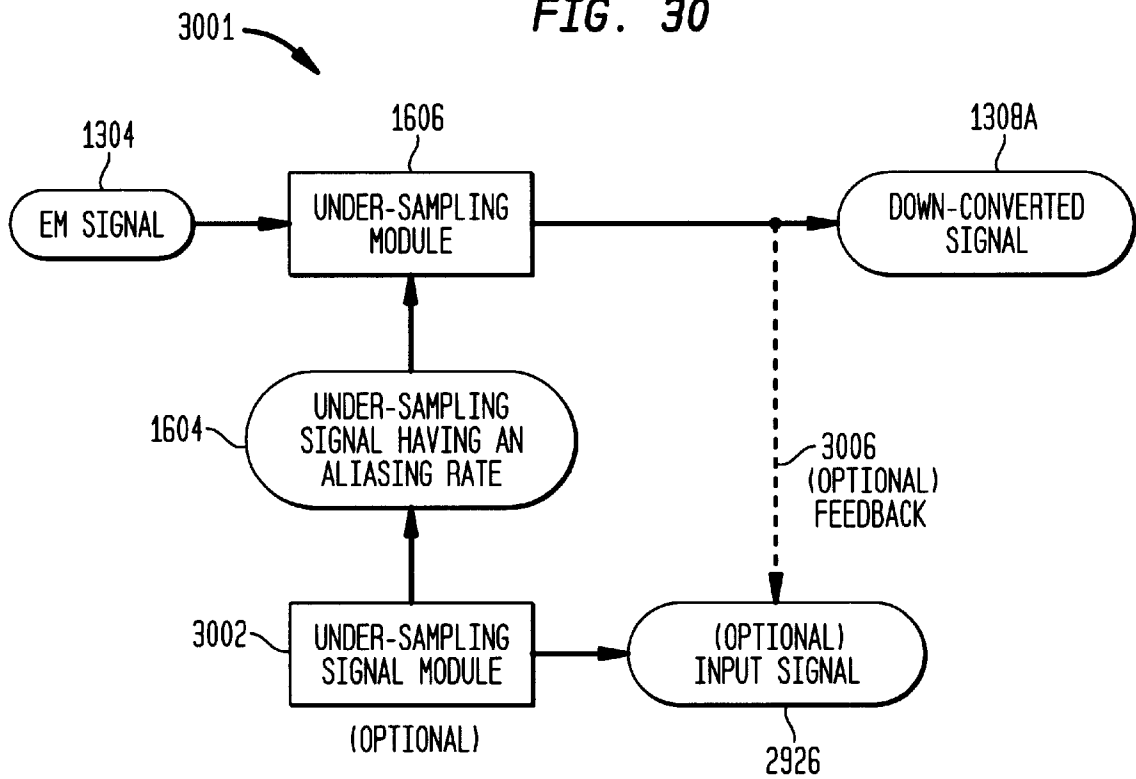 FIG. 30
3001
1304
EM SIGNAL
1606
UNDER-SAMPLING
MODULE
1308A
DOWN-CONVERTED
SIGNAL
1604
UNDER-SAMPLING
SIGNAL HAVING AN
ALIASING RATE
3006
(OPTIONAL)
FEEDBACK
3002
UNDER-SAMPLING
SIGNAL MODULE
(OPTIONAL)
(OPTIONAL)
INPUT SIGNAL
2926